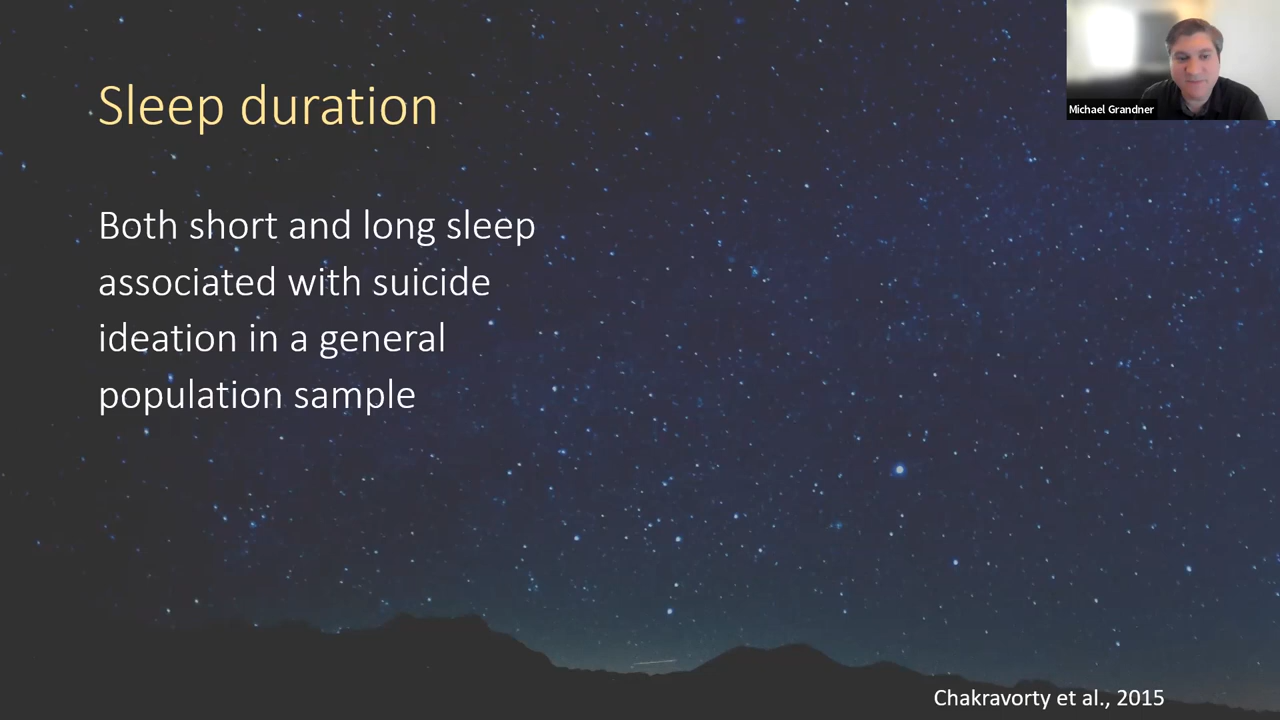 Sleep duration
Michael Grandner
Both short and long sleep
associated with suicide
ideation in a general
population sample
Chakravorty et al., 2015